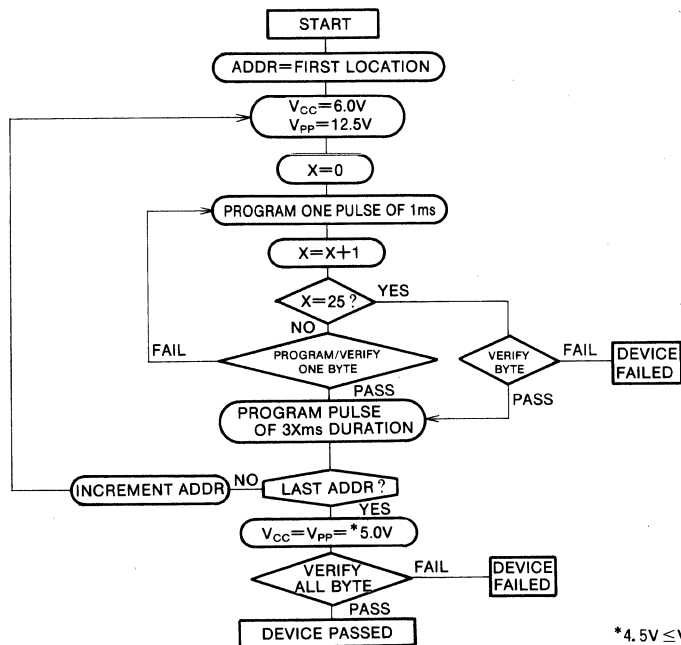 START
ADDR=FIRST LOCATION
VCC=6.0V
VPP=12.5V
X=0
PROGRAM ONE PULSE OF 1ms
X=X+1
X=25?
YES
NO
FAIL
PROGRAM/VERIFY
ONE BYTE
VERIFY
BYTE
FAIL
DEVICE
FAILED
PASS
PASS
PROGRAM PULSE
OF 3Xms DURATION
INCREMENT ADDR
NO
LAST ADDR?
YES
VCC=VPP=*5.0V
VERIFY
ALL BYTE
FAIL
DEVICE
FAILED
PASS
DEVICE PASSED
*4.5V≤